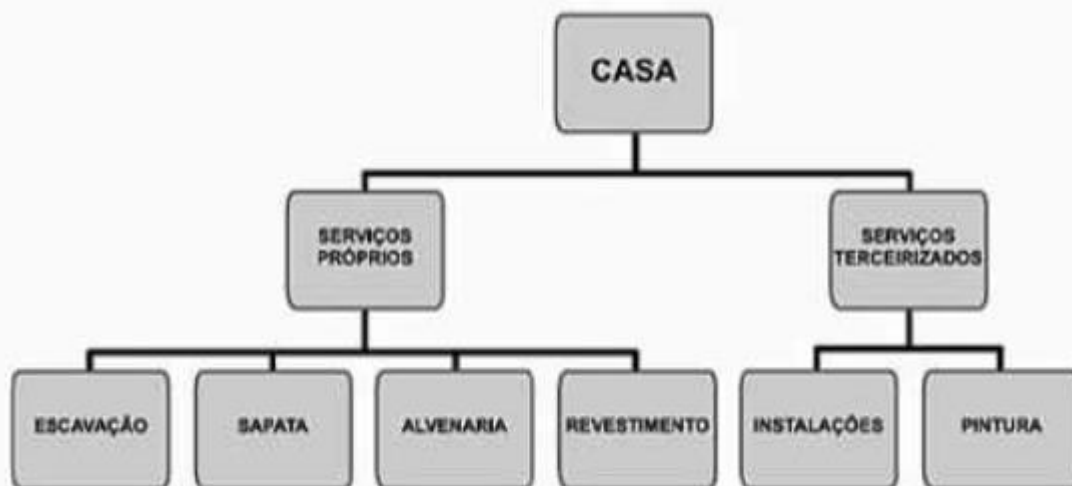 CASA
SERVIÇOS
PRÓPRIOS
SERVIÇOS
TERCEIRIZADOS
ESCAVAÇÃO
SAPATA
ALVENARIA
REVESTIMENTO
INSTALAÇÕES
PINTURA